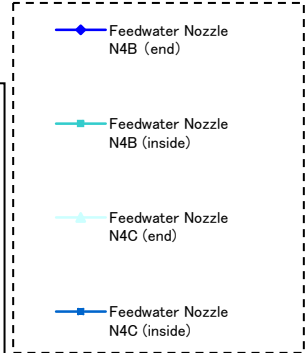 Feedwater Nozzle
N4B (end)
Feedwater Nozzle
N4B (inside)
Feedwater Nozzle
N4C (end)
Feedwater Nozzle
N4C (inside)